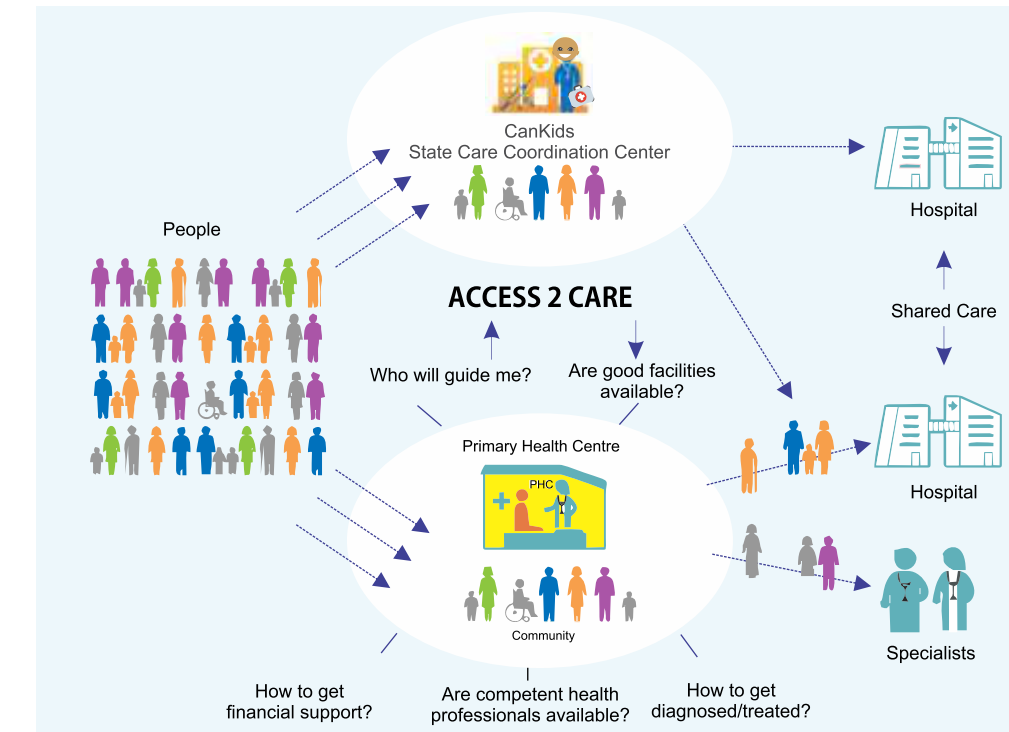 CanKids
State Care Coordination Center
People
Hospital
ACCESS 2 CARE
Shared Care
Who will guide me?
Are good facilities
available?
Primary Health Centre
PHC
Hospital
Community
Specialists
How to get
financial support?
Are competent health
professionals available?
How to get
diagnosed/treated?